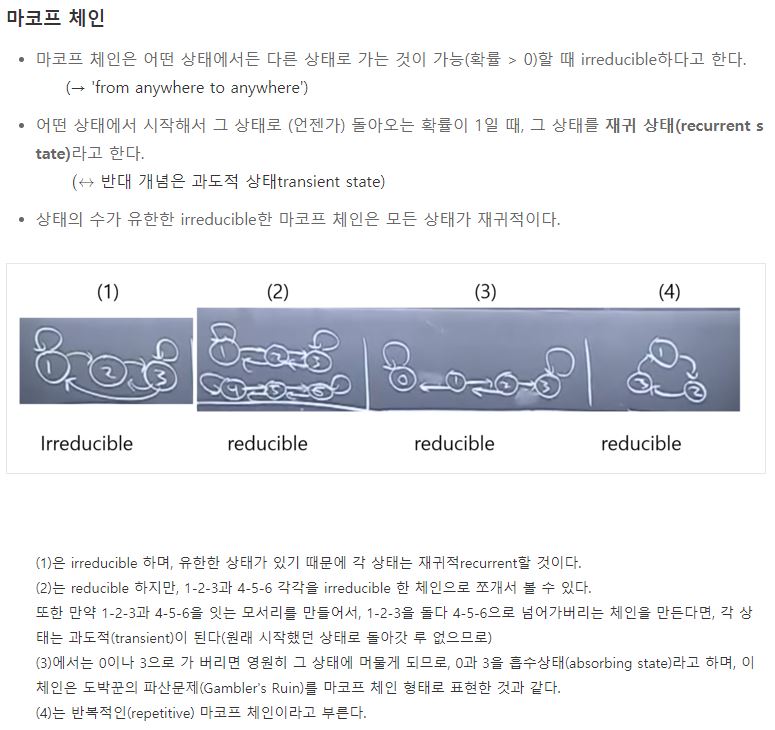 마코프 체인
• 마코프 체인은 어떤 상태에서든 다른 상태로 가는 것이 가능(확률 > 0)할 때 irreducible하다고 한다.
(→ 'from anywhere to anywhere')
• 어떤 상태에서 시작해서 그 상태로 (언젠가) 돌아오는 확률이 1일 때, 그 상태를 재귀 상태(recurrent s
tate)라고 한다.
(↔ 반대 개념은 과도적 상태transient state)
• 상태의 수가 유한한 irreducible한 마코프 체인은 모든 상태가 재귀적이다.
(1) (2) (3) (4)
1 2 3
1 2 3
4 5 6
0 1 2 3
1
3 2
Irreducible reducible reducible reducible
(1)은 irreducible 하며, 유한한 상태가 있기 때문에 각 상태는 재귀적recurrent할 것이다.
(2)는 reducible 하지만, 1-2-3과 4-5-6 각각을 irreducible 한 체인으로 쪼개서 볼 수 있다.
또한 만약 1-2-3과 4-5-6을 잇는 모서리를 만들어서, 1-2-3을 돌다 4-5-6으로 넘어가버리는 체인을 만든다면, 각 상
태는 과도적(transient)이 된다(원래 시작했던 상태로 돌아갓 루 없으므로)
(3)에서는 0이나 3으로 가 버리면 영원히 그 상태에 머물게 되므로, 0과 3을 흡수상태(absorbing state)라고 하며, 이
체인은 도박꾼의 파산문제(Gambler's Ruin)를 마코프 체인 형태로 표현한 것과 같다.
(4)는 반복적인(repetitive) 마코프 체인이라고 부른다.